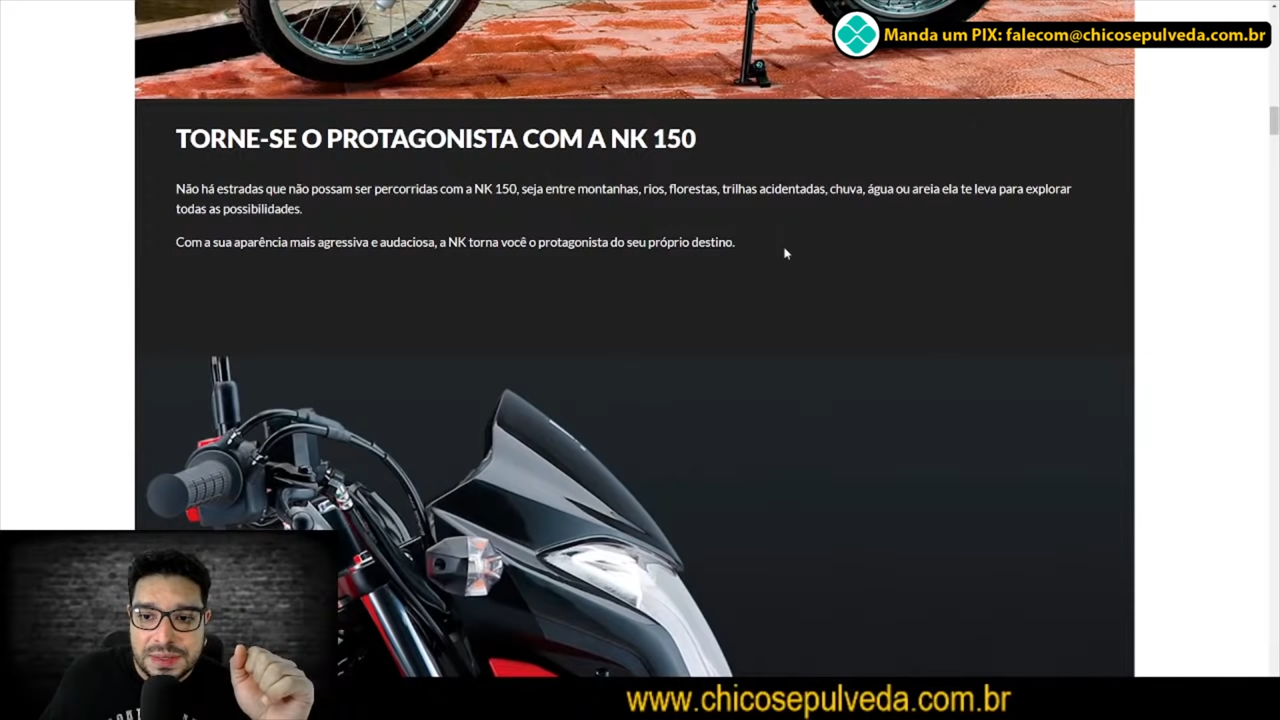 Manda um PIX: falecom@chicosepulveda.com.br
TORNE-SE O PROTAGONISTA COM A NK 150
Não há estradas que não possam ser percorridas com a NK 150, seja entre montanhas, rios, florestas, trilhas acidentadas, chuva, água ou areia ela te leva para explorar
todas as possibilidades.
Com a sua aparência mais agressiva e audaciosa, a NK torna você o protagonista do seu próprio destino.
www.chicosepulveda.com.br